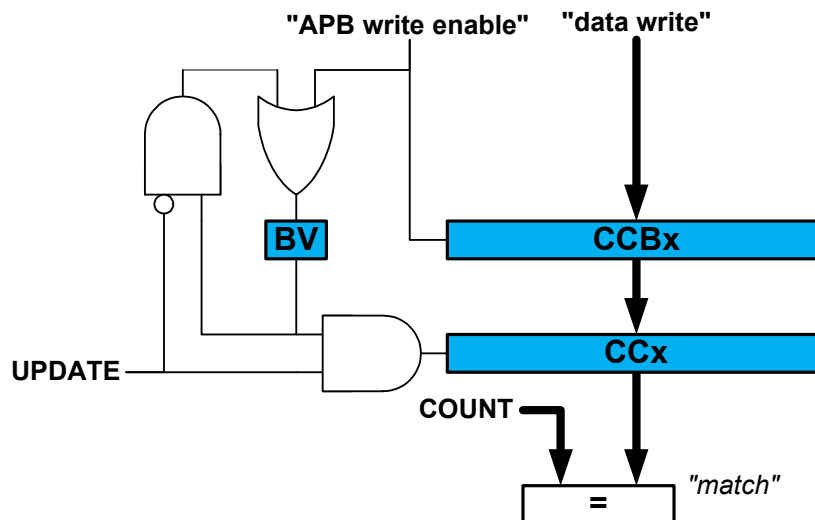 "APB write enable"
"data write"
BV
CCBx
CCx
UPDATE
COUNT
"match"
=